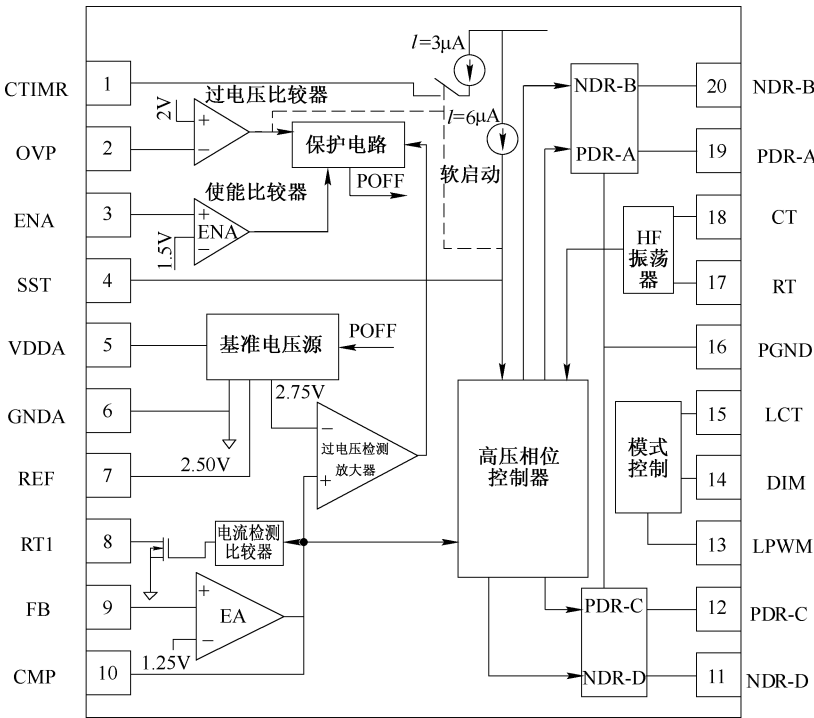 CTIMR
1
OVP
2
ENA
3
SST
4
VDDA
5
GNDA
6
REF
7
RT1
8
FB
9
CMP
10
l=3μA
过电压比较器
2V
+
−
保护电路
POFF
l=6μA
软启动
使能比较器
+
ENA
−
1.5V
基准电压源
POFF
2.75V
2.50V
−
过电压检测
放大器
+
电流检测
比较器
+
EA
−
1.25V
高压相位
控制器
NDR-B
PDR-A
HF
振荡
器
模式
控制
PDR-C
NDR-D
20
NDR-B
19
PDR-A
18
CT
17
RT
16
PGND
15
LCT
14
DIM
13
LPWM
12
PDR-C
11
NDR-D